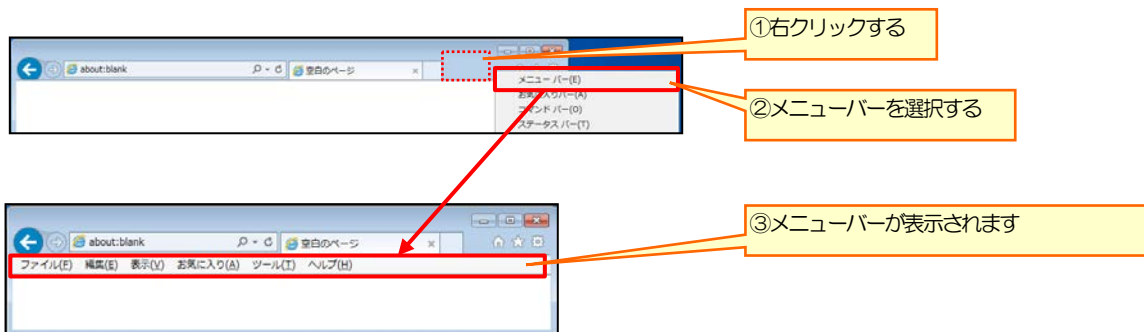 ①右クリックする
about:blank
空白のページ
メニュー バー(E)
お気に入りバー(A)
コマンド バー(O)
ステータス バー(T)
②メニューバーを選択する
③メニューバーが表示されます
about:blank
空白のページ
ファイル(F) 編集(E) 表示(V) お気に入り(A) ツール(T) ヘルプ(H)